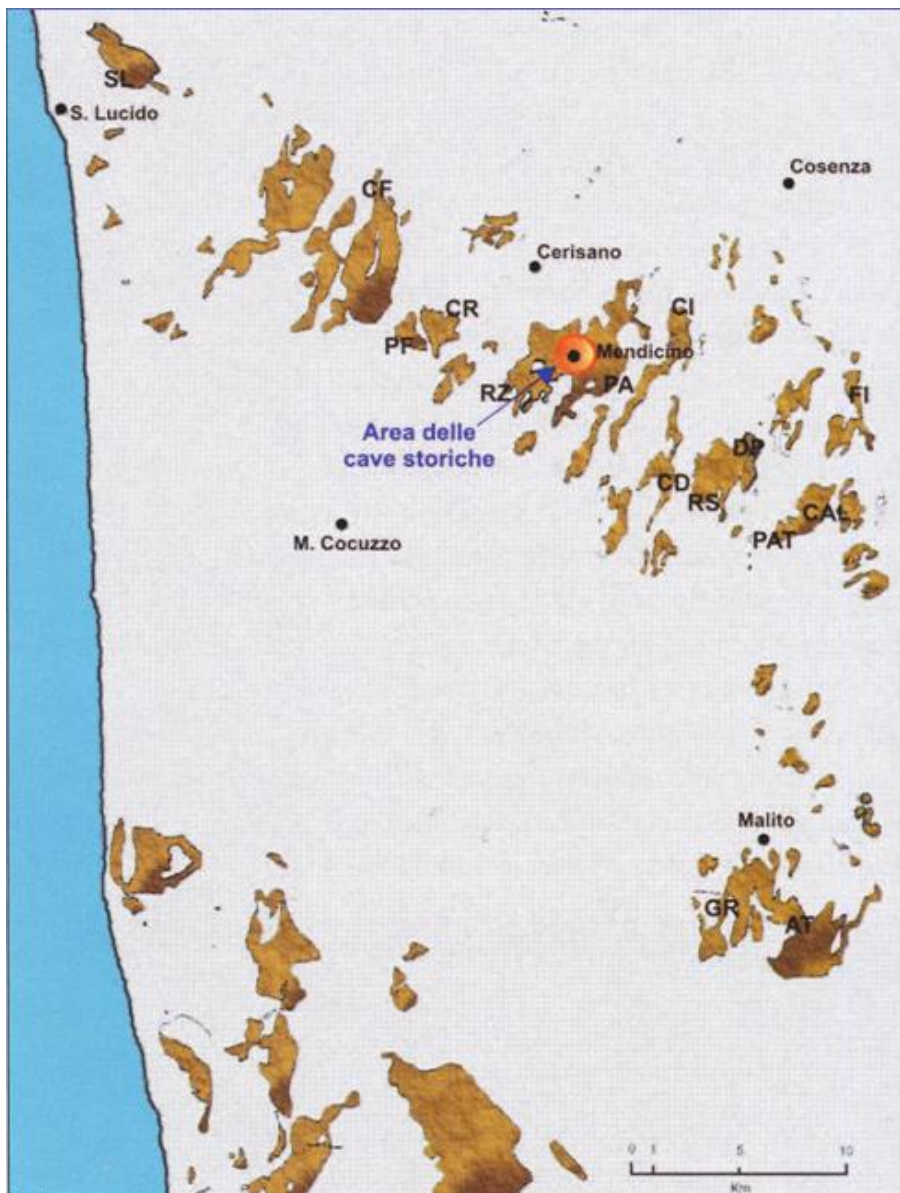 SL
S. Lucido
CF
Cosenza
Cerisano
CR
CI
PF
Mendicino
RZ
PA
FI
Area delle
cave storiche
DP
CD
RS
CAL
PAT
M. Cocuzzo
Malito
GR
AT
0 1 5 10
Km